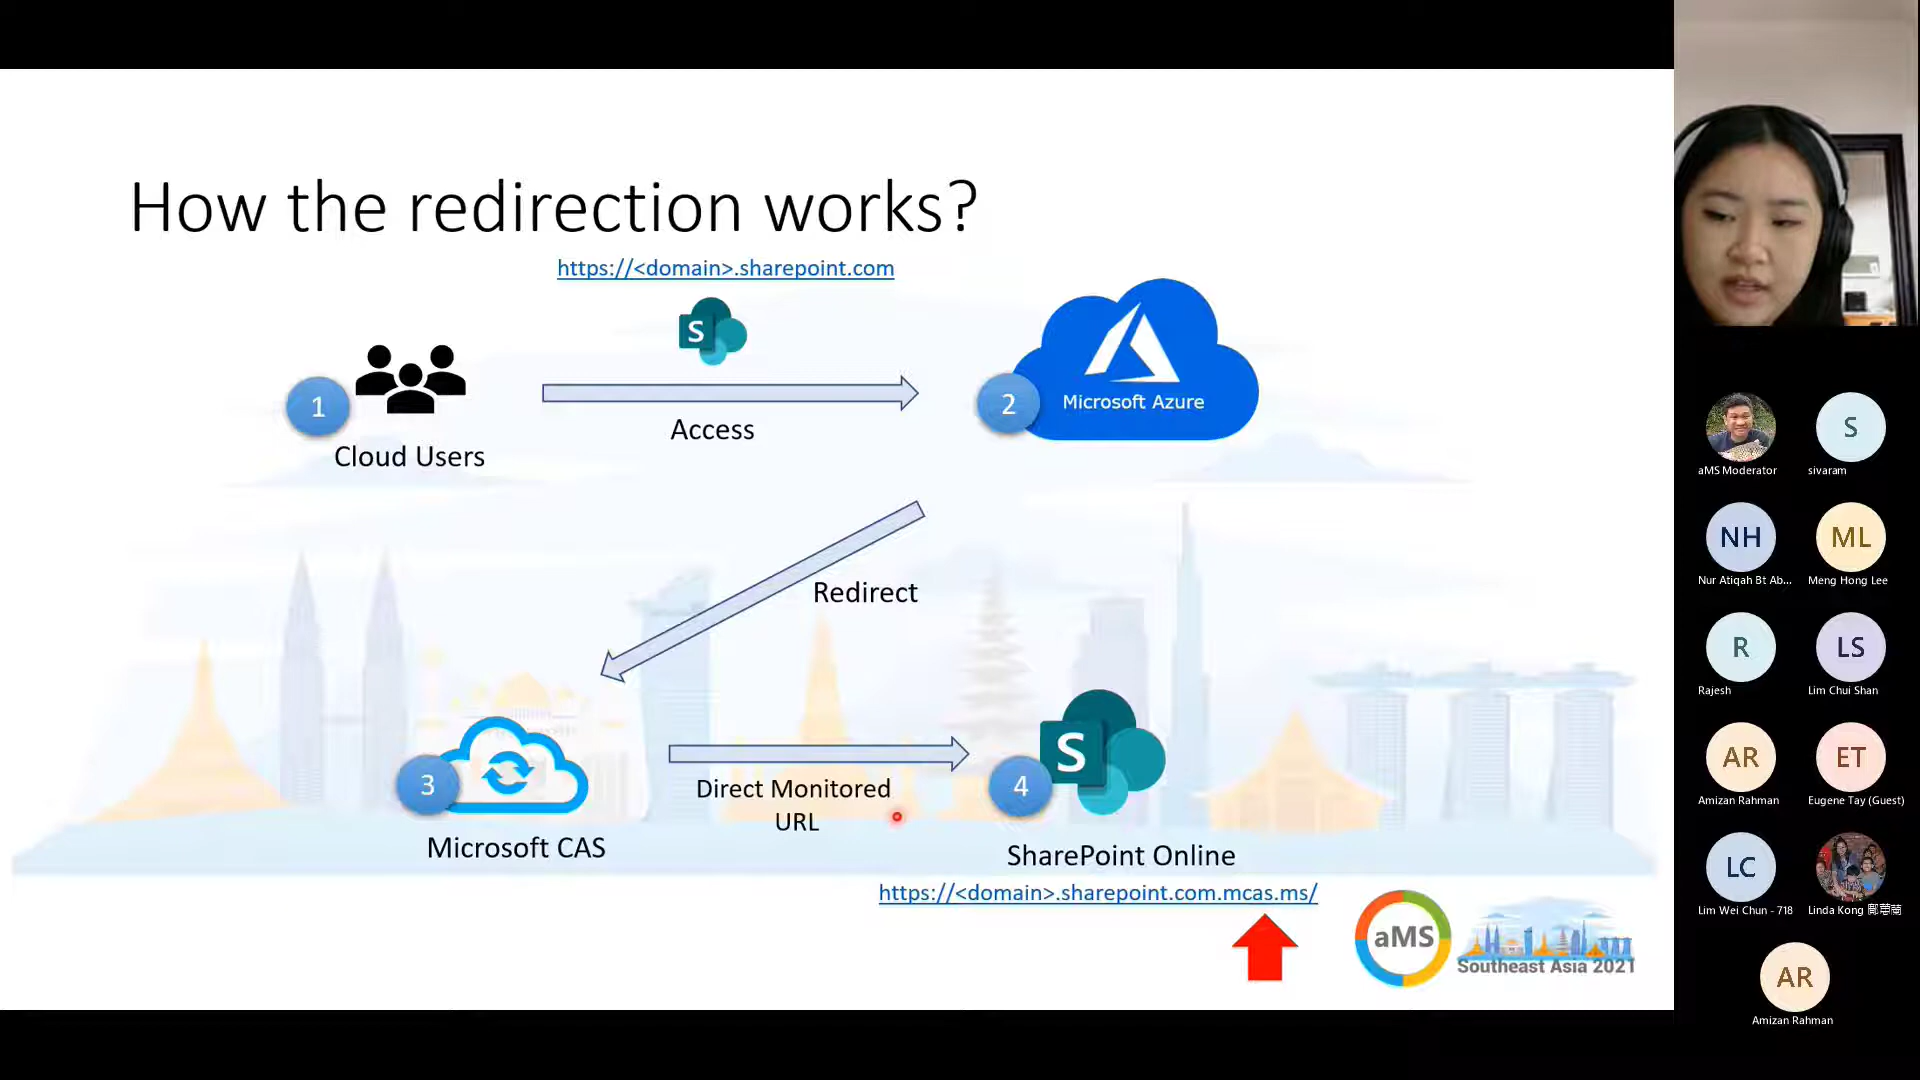 How the redirection works?
https://<domain>.sharepoint.com
S
1
Cloud Users
Access
2
Microsoft Azure
Redirect
3
Microsoft CAS
Direct Monitored
URL
4
S
SharePoint Online
https://<domain>.sharepoint.com.mcas.ms/
aMS
Southeast Asia 2021
aMS Moderator
S
sivaram
NH
Nur Atiqah Bt Ab...
ML
Meng Hong Lee
R
Rajesh
LS
Lim Chui Shan
AR
Amizan Rahman
ET
Eugene Tay (Guest)
LC
Lim Wei Chun - 718
Linda Kong
AR
Amizan Rahman